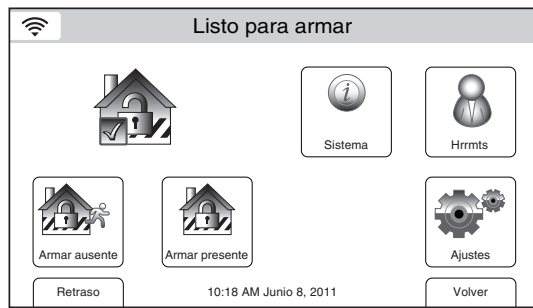 Listo para armar
Sistema
Hrrmts
Armar ausente
Armar presente
Ajustes
Retraso
10:18 AM Junio 8, 2011
Volver